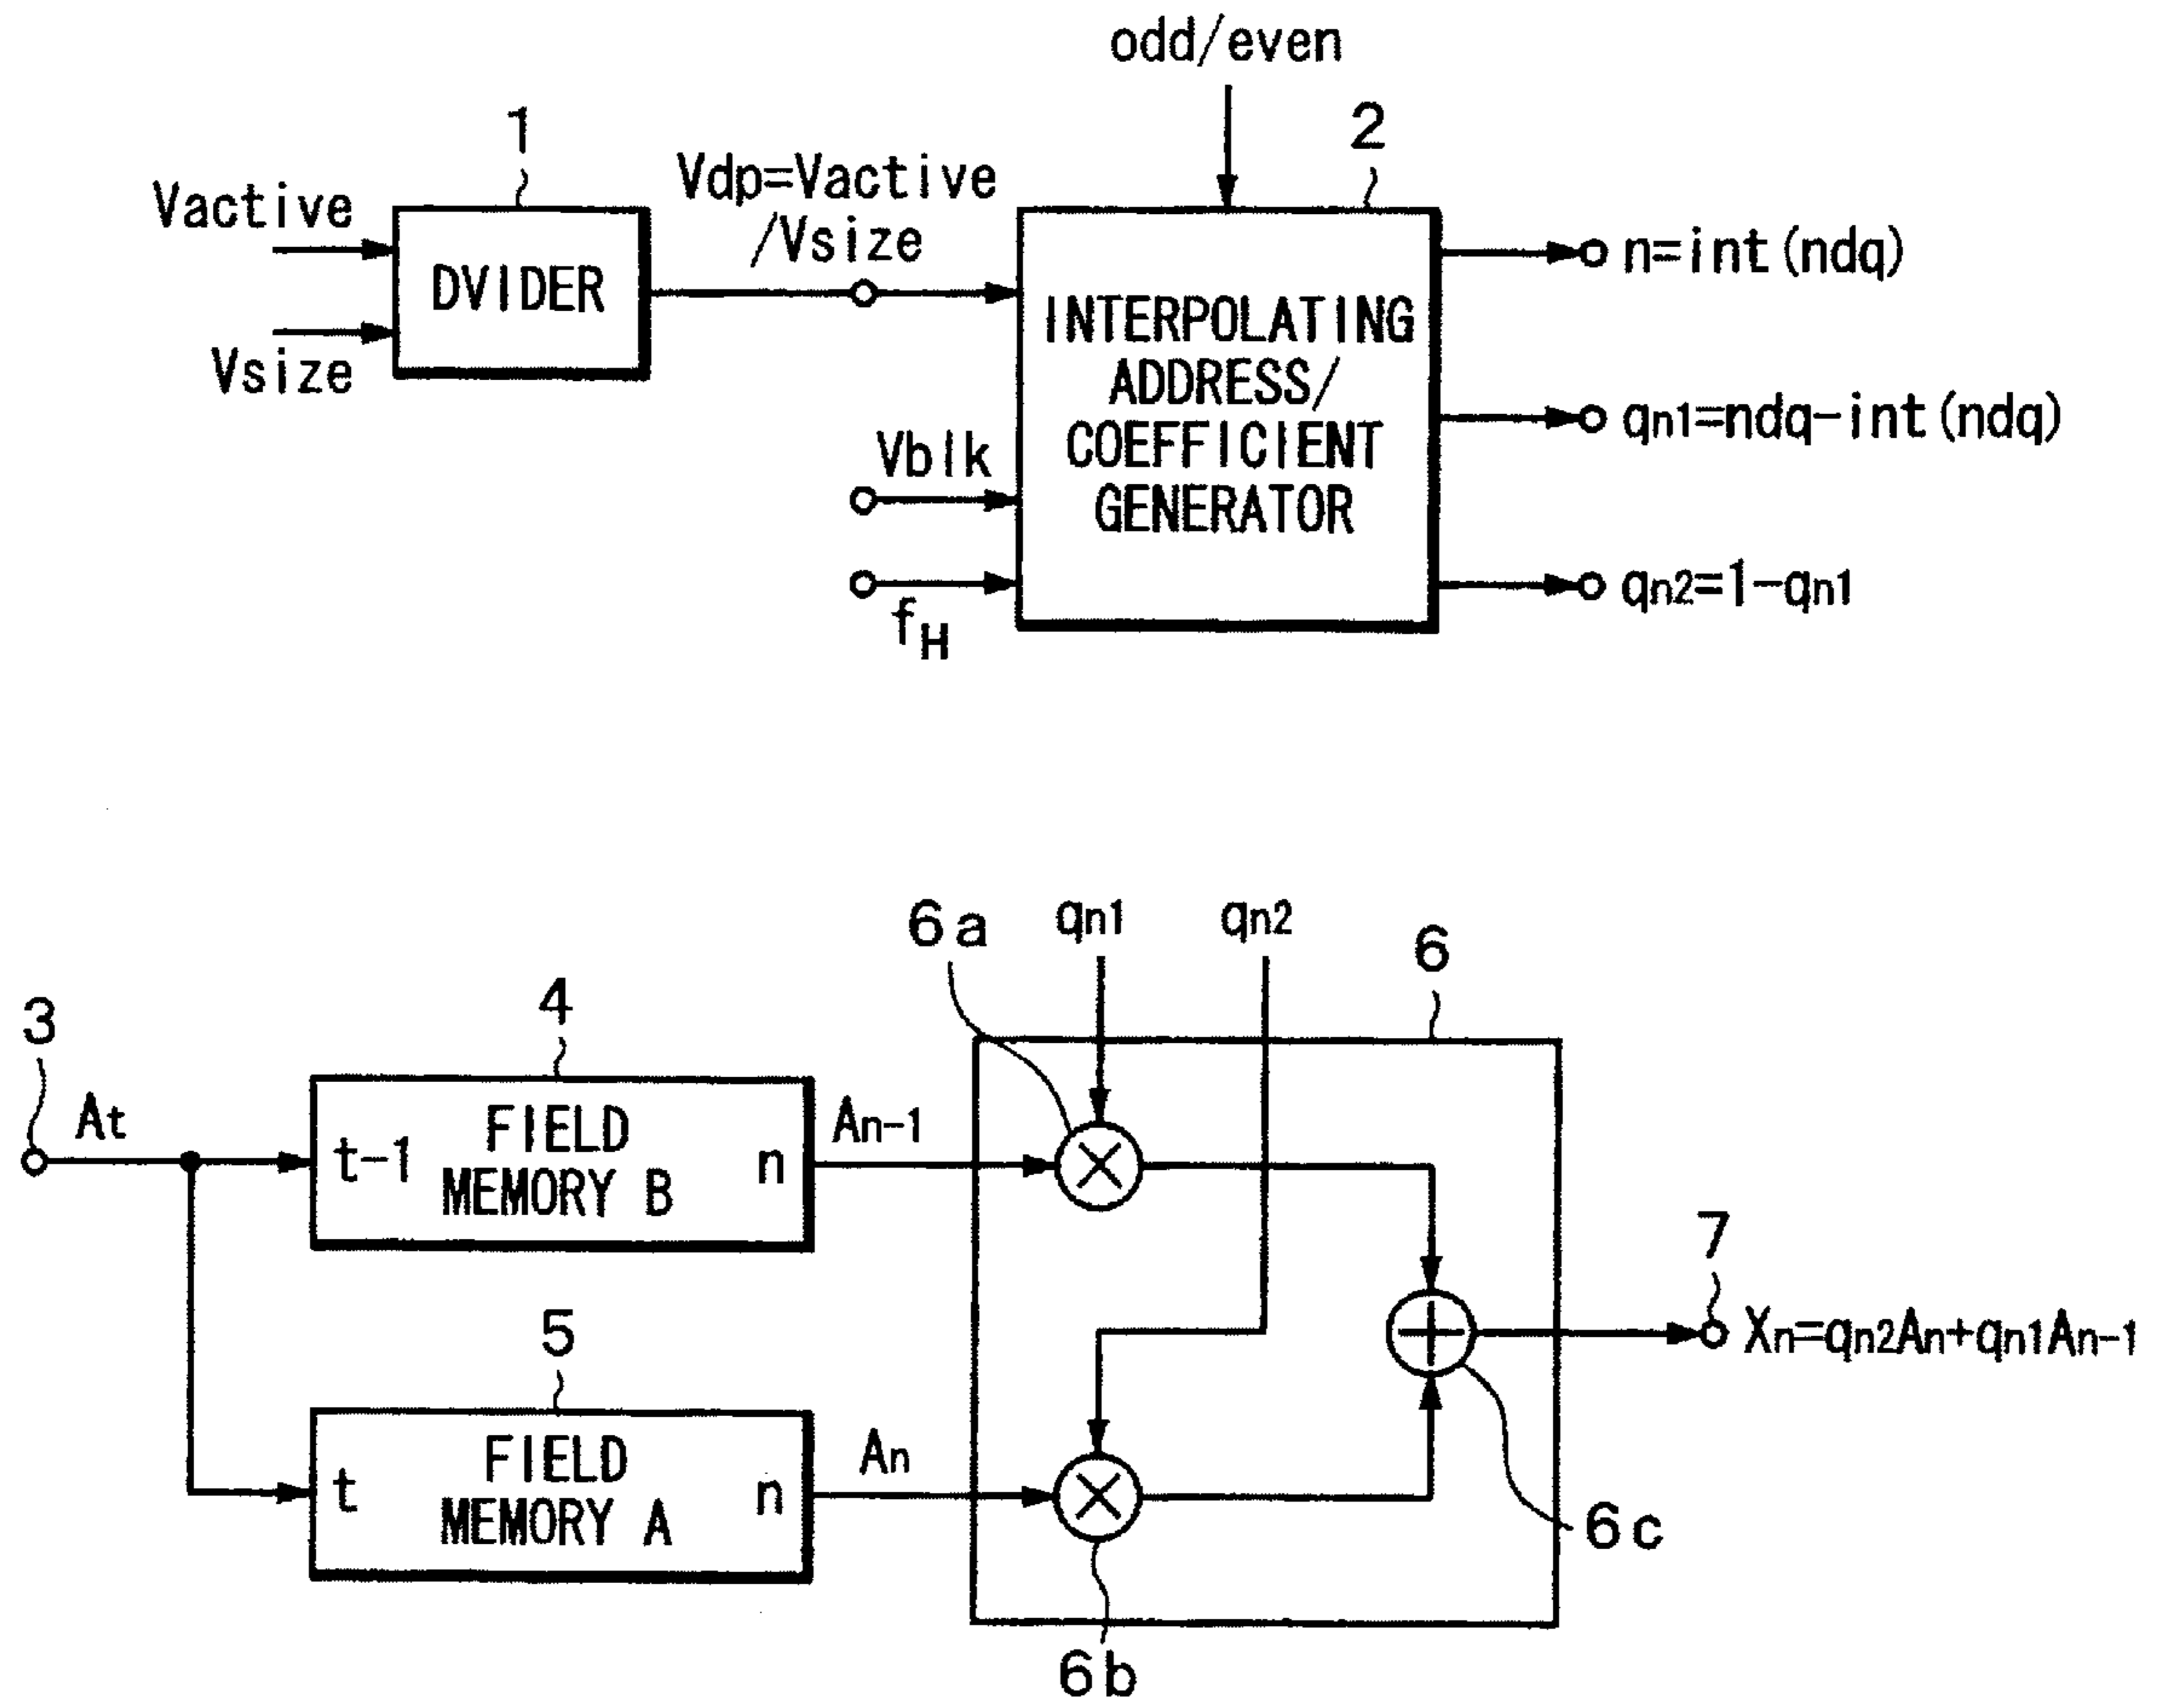 odd/even
1
2
Vactive
Vsize
DVIDER
Vdp=Vactive
/Vsize
Vblk
fH
INTERPOLATING
ADDRESS/
COEFFICIENT
GENERATOR
n=int(ndq)
qn1=ndq-int(ndq)
qn2=1-qn1
3
At
4
t-1
FIELD
MEMORY B
n
An-1
5
t
FIELD
MEMORY A
n
An
6a
qn1
qn2
6
6b
6c
7
Xn=qn2An+qn1An-1